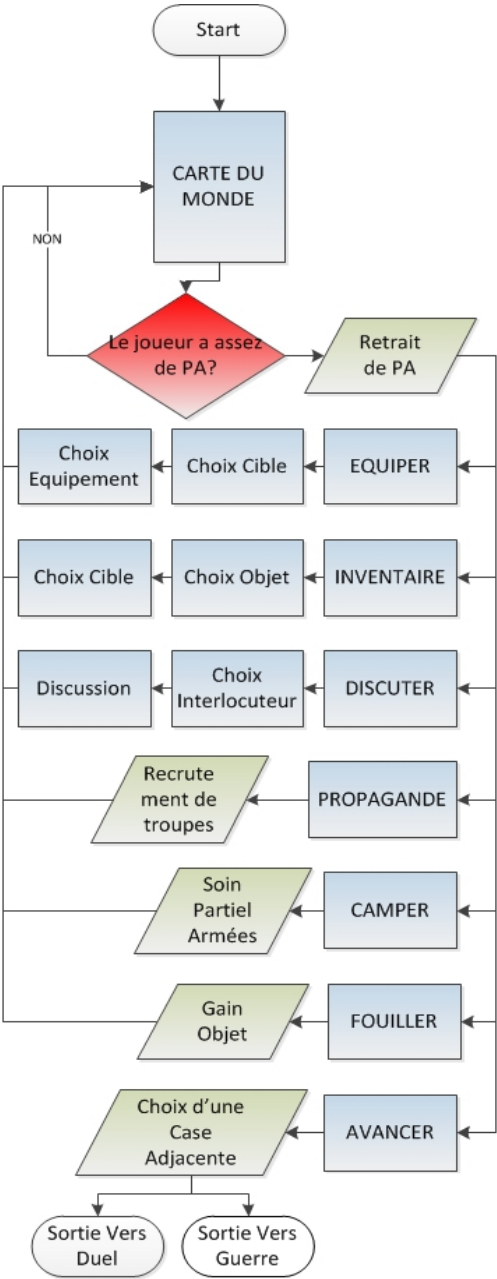 Start
CARTE DU
MONDE
NON
Le joueur a assez
de PA?
Retrait
de PA
Choix
Equipement
Choix Cible
EQUIPER
Choix Cible
Choix Objet
INVENTAIRE
Discussion
Choix
Interlocuteur
DISCUTER
Recrute
ment de
troupes
PROPAGANDE
Soin
Partiel
Armées
CAMPER
Gain
Objet
FOUILLER
Choix d'une
Case
Adjacente
AVANCER
Sortie Vers
Duel
Sortie Vers
Guerre